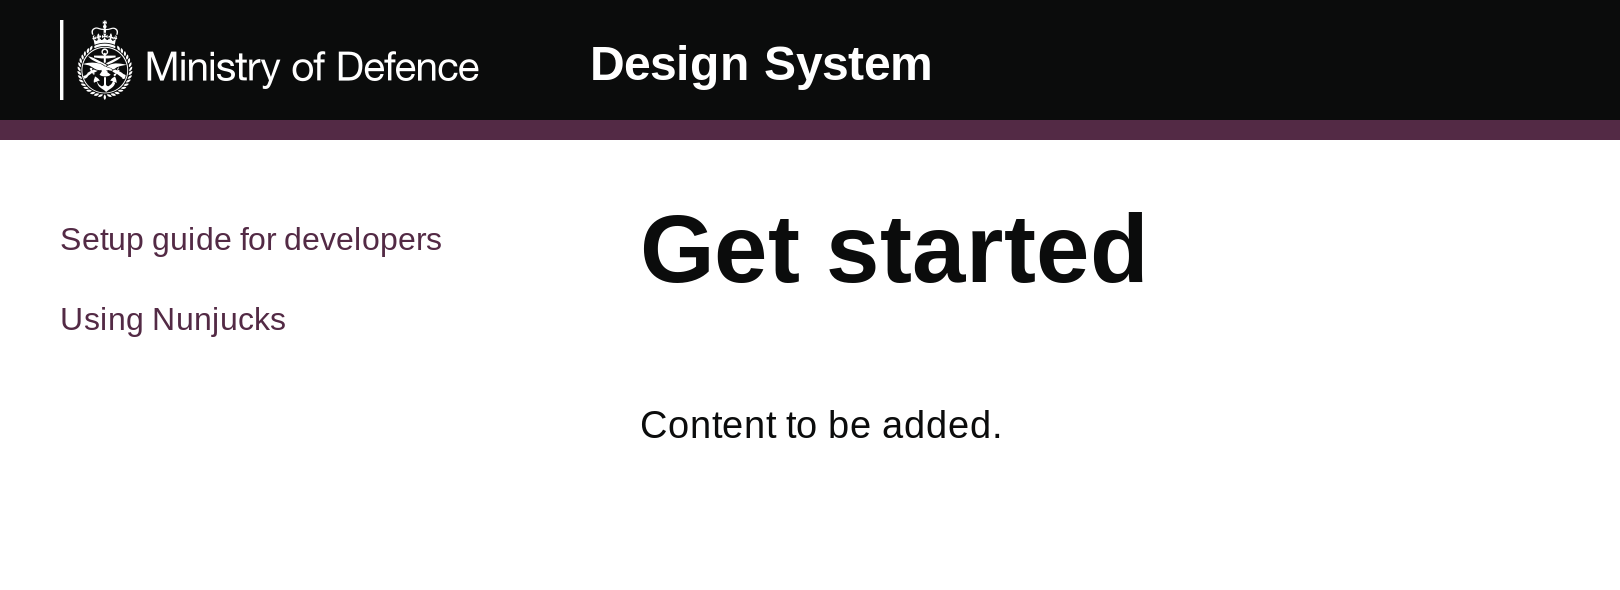 Ministry of Defence
Design System
Setup guide for developers
Using Nunjucks
Get started
Content to be added.